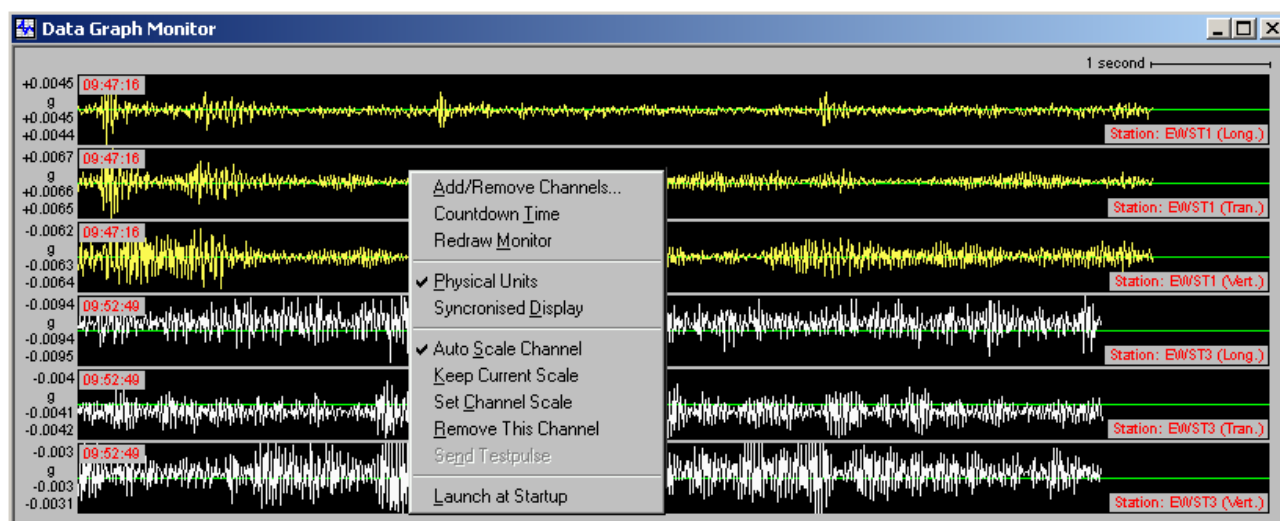 Data Graph Monitor
1 second
+0.0045
09:47:16
g
+0.0045
+0.0044
Station: EWST1 (Long.)
+0.0067
09:47:16
g
+0.0066
+0.0065
Station: EWST1 (Tran.)
-0.0062
09:47:16
g
-0.0063
-0.0064
Station: EWST1 (Vert.)
-0.0094
09:52:49
g
-0.0094
-0.0095
Station: EWST3 (Long.)
-0.004
09:52:49
g
-0.0041
-0.0042
Station: EWST3 (Tran.)
-0.003
09:52:49
g
-0.003
-0.0031
Station: EWST3 (Vert.)
Add/Remove Channels...
Countdown Time
Redraw Monitor
Physical Units
Syncronised Display
Auto Scale Channel
Keep Current Scale
Set Channel Scale
Remove This Channel
Send Testpulse
Launch at Startup